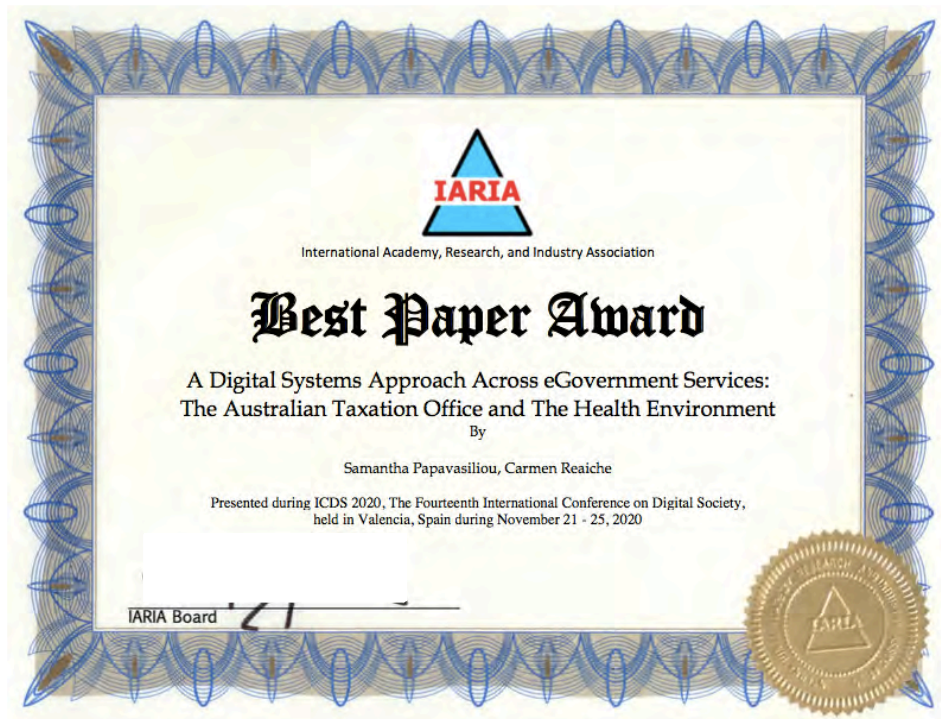 IARIA
International Academy, Research, and Industry Association
Best Paper Award
A Digital Systems Approach Across eGovernment Services:
The Australian Taxation Office and The Health Environment
By
Samantha Papavasiliou, Carmen Reaiche
Presented during ICDS 2020, The Fourteenth International Conference on Digital Society,
held in Valencia, Spain during November 21 - 25, 2020
IARIA Board
IARIA